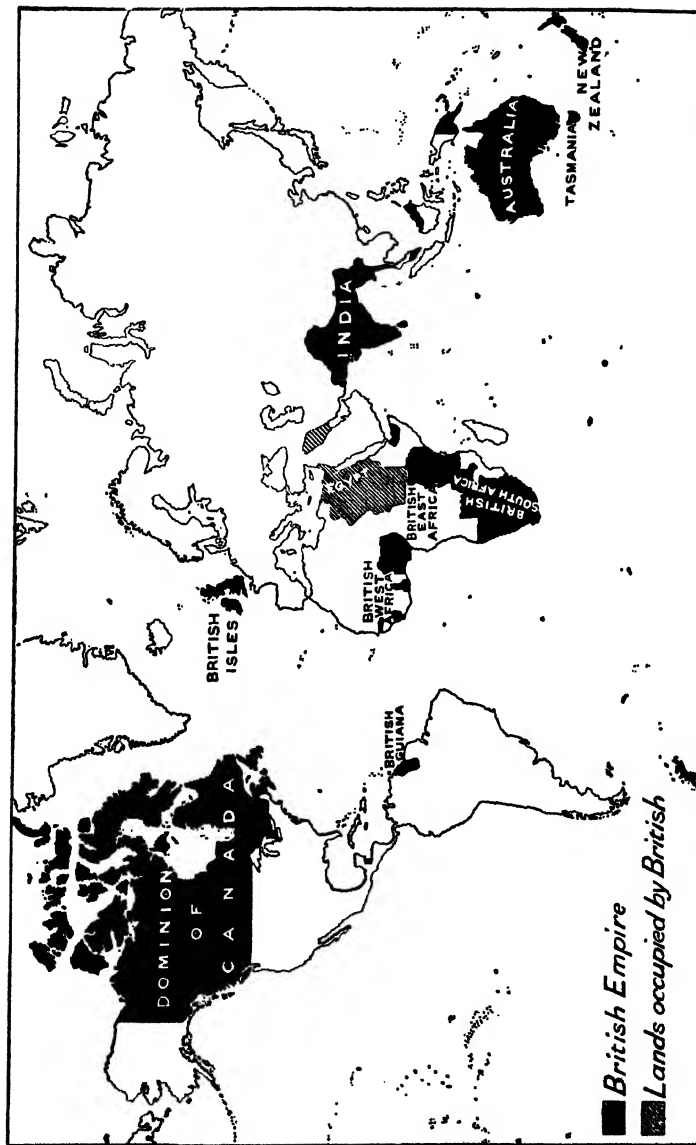 DOMINION
OF
CANADA
BRITISH
ISLES
BRITISH
GUIANA
BRITISH
WEST
AFRICA
EGYPT
BRITISH
EAST
AFRICA
BRITISH
SOUTH AFRICA
INDIA
AUSTRALIA
TASMANIA
NEW
ZEALAND
British Empire
Lands occupied by British